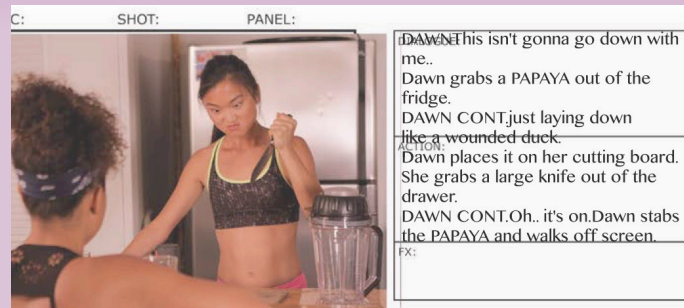 C: SHOT: PANEL:
DIALOGUE:
DAWN:This isn't gonna go down with
me..
Dawn grabs a PAPAYA out of the
fridge.
DAWN CONT.just laying down
like a wounded duck.
ACTION:
Dawn places it on her cutting board.
She grabs a large knife out of the
drawer.
DAWN CONT.Oh.. it's on.Dawn stabs
the PAPAYA and walks off screen.
FX: